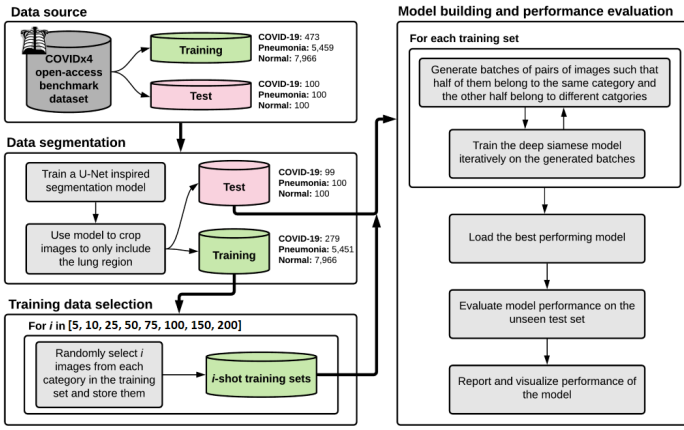 Data source
COVIDx4
open-access
benchmark
dataset
Training
COVID-19: 473
Pneumonia: 5,459
Normal: 7,966
Test
COVID-19: 100
Pneumonia: 100
Normal: 100
Data segmentation
Train a U-Net inspired
segmentation model
Use model to crop
images to only include
the lung region
Test
COVID-19: 99
Pneumonia: 100
Normal: 100
Training
COVID-19: 279
Pneumonia: 5,451
Normal: 7,966
Training data selection
For i in [5, 10, 25, 50, 75, 100, 150, 200]
Randomly select i
images from each
category in the training
set and store them
i-shot training sets
Model building and performance evaluation
For each training set
Generate batches of pairs of images such that
half of them belong to the same category and
the other half belong to different catgories
Train the deep siamese model
iteratively on the generated batches
Load the best performing model
Evaluate model performance on the
unseen test set
Report and visualize performance of
the model